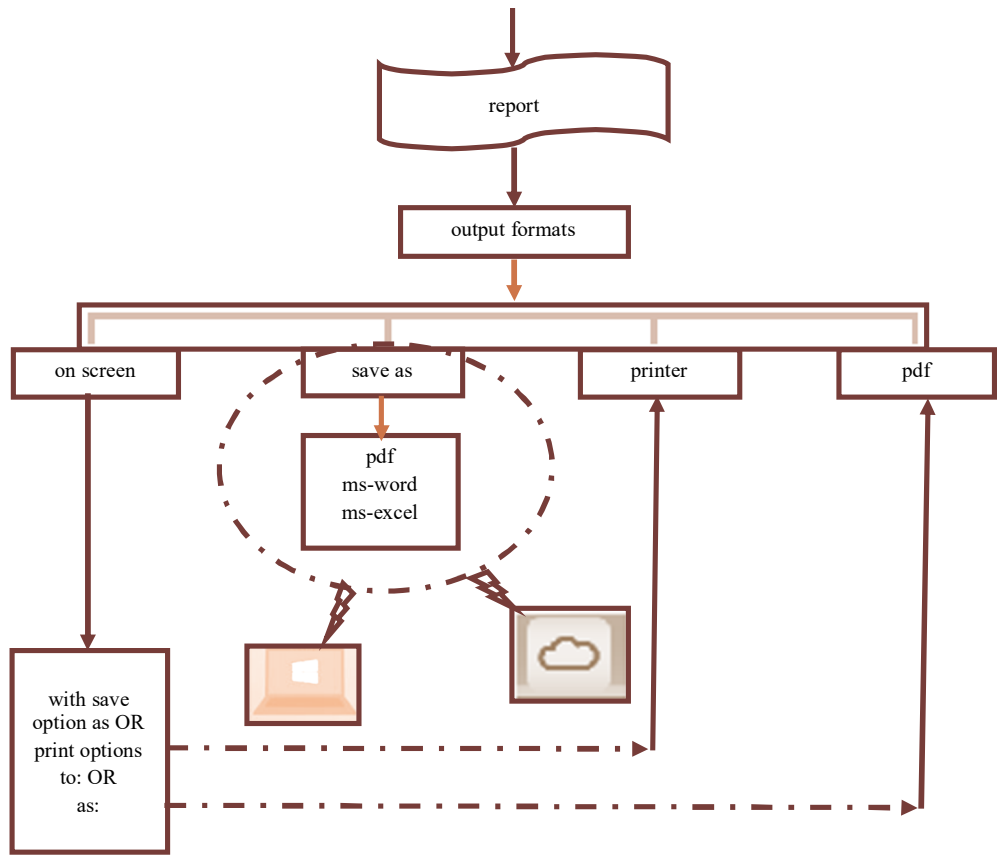 report
output formats
on screen
save as
printer
pdf
pdf
ms-word
ms-excel
with save
option as OR
print options
to: OR
as: